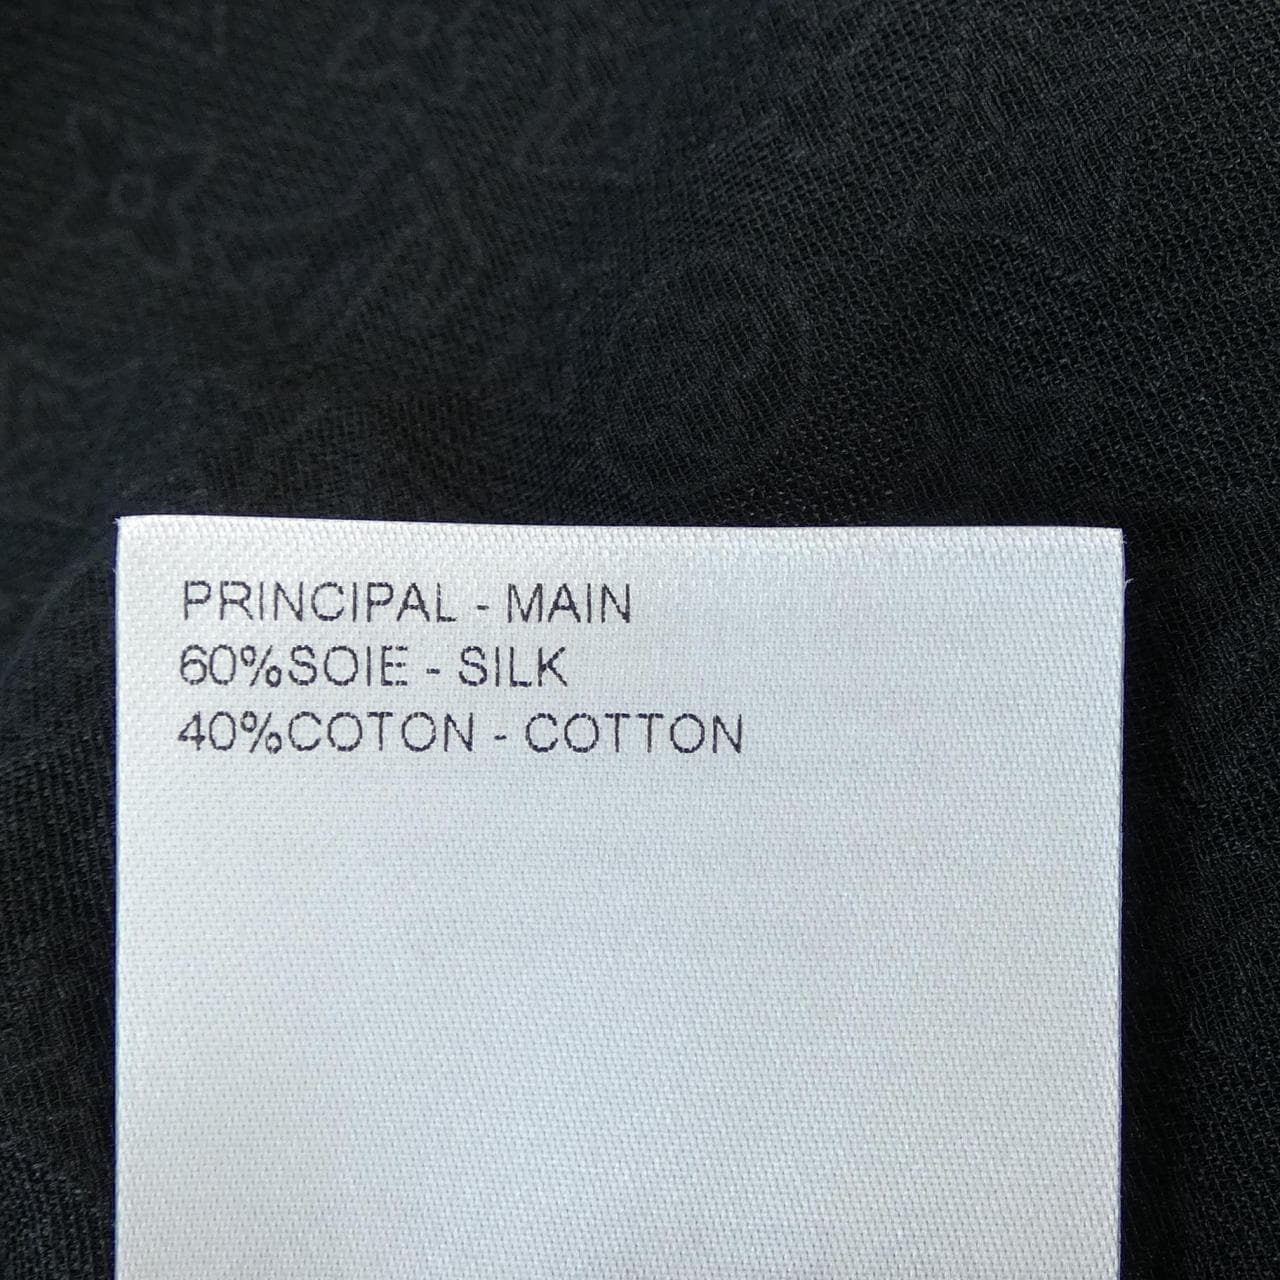 PRINCIPAL - MAIN
60%SOIE - SILK
40%COTON - COTTON